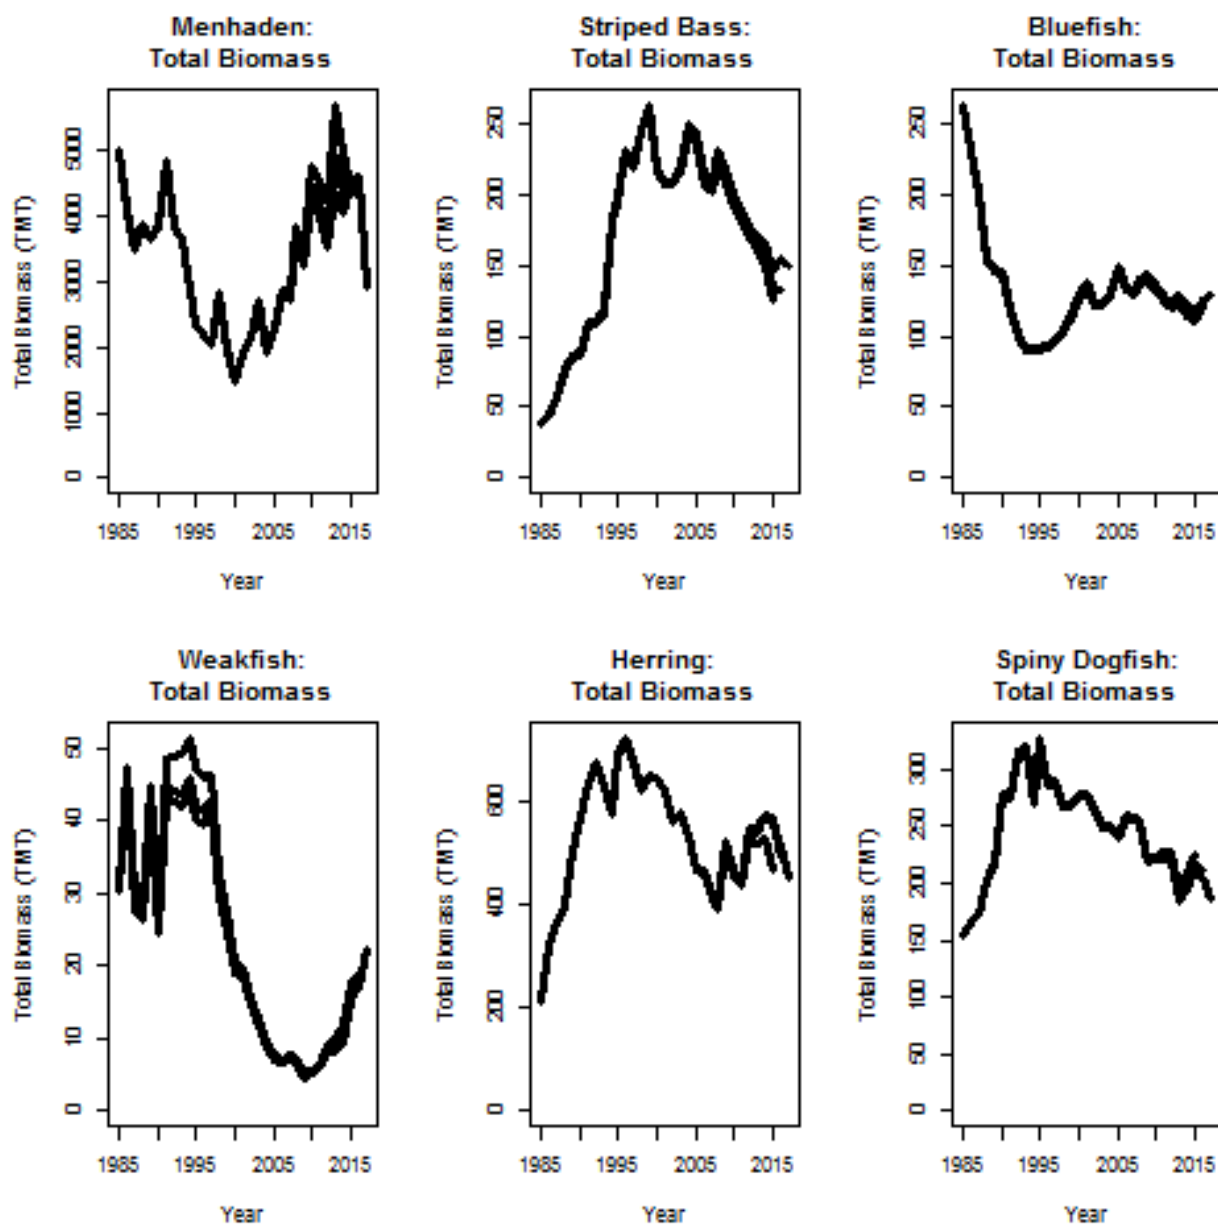 Menhaden:
Total Biomass
Total Biomass (TMT)
5000
4000
3000
2000
1000
0
1985
1995
2005
2015
Year
Striped Bass:
Total Biomass
Total Biomass (TMT)
250
200
150
100
50
0
1985
1995
2005
2015
Year
Bluefish:
Total Biomass
Total Biomass (TMT)
250
200
150
100
50
0
1985
1995
2005
2015
Year
Weakfish:
Total Biomass
Total Biomass (TMT)
50
40
30
20
10
0
1985
1995
2005
2015
Year
Herring:
Total Biomass
Total Biomass (TMT)
600
400
200
0
1985
1995
2005
2015
Year
Spiny Dogfish:
Total Biomass
Total Biomass (TMT)
300
250
200
150
100
50
0
1985
1995
2005
2015
Year